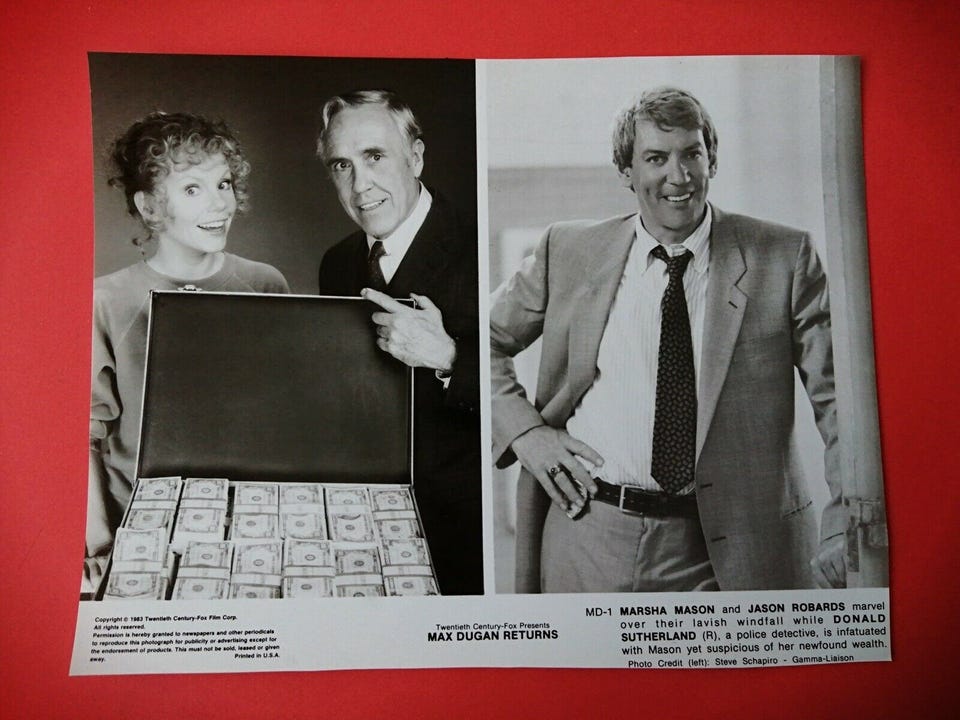 Copyright © 1983 Twentieth Century-Fox Film Corp.
All rights reserved.
Permission is hereby granted to newspapers and other periodicals
to reproduce this photograph for publicity or advertising except for
the endorsement of products. This must not be sold, leased or given
away. Printed in U.S.A.
Twentieth Century-Fox Presents
MAX DUGAN RETURNS
MD-1 MARSHA MASON and JASON ROBARDS marvel
over their lavish windfall while DONALD
SUTHERLAND (R), a police detective, is infatuated
with Mason yet suspicious of her newfound wealth.
Photo Credit (left): Steve Schapiro - Gamma-Liaison